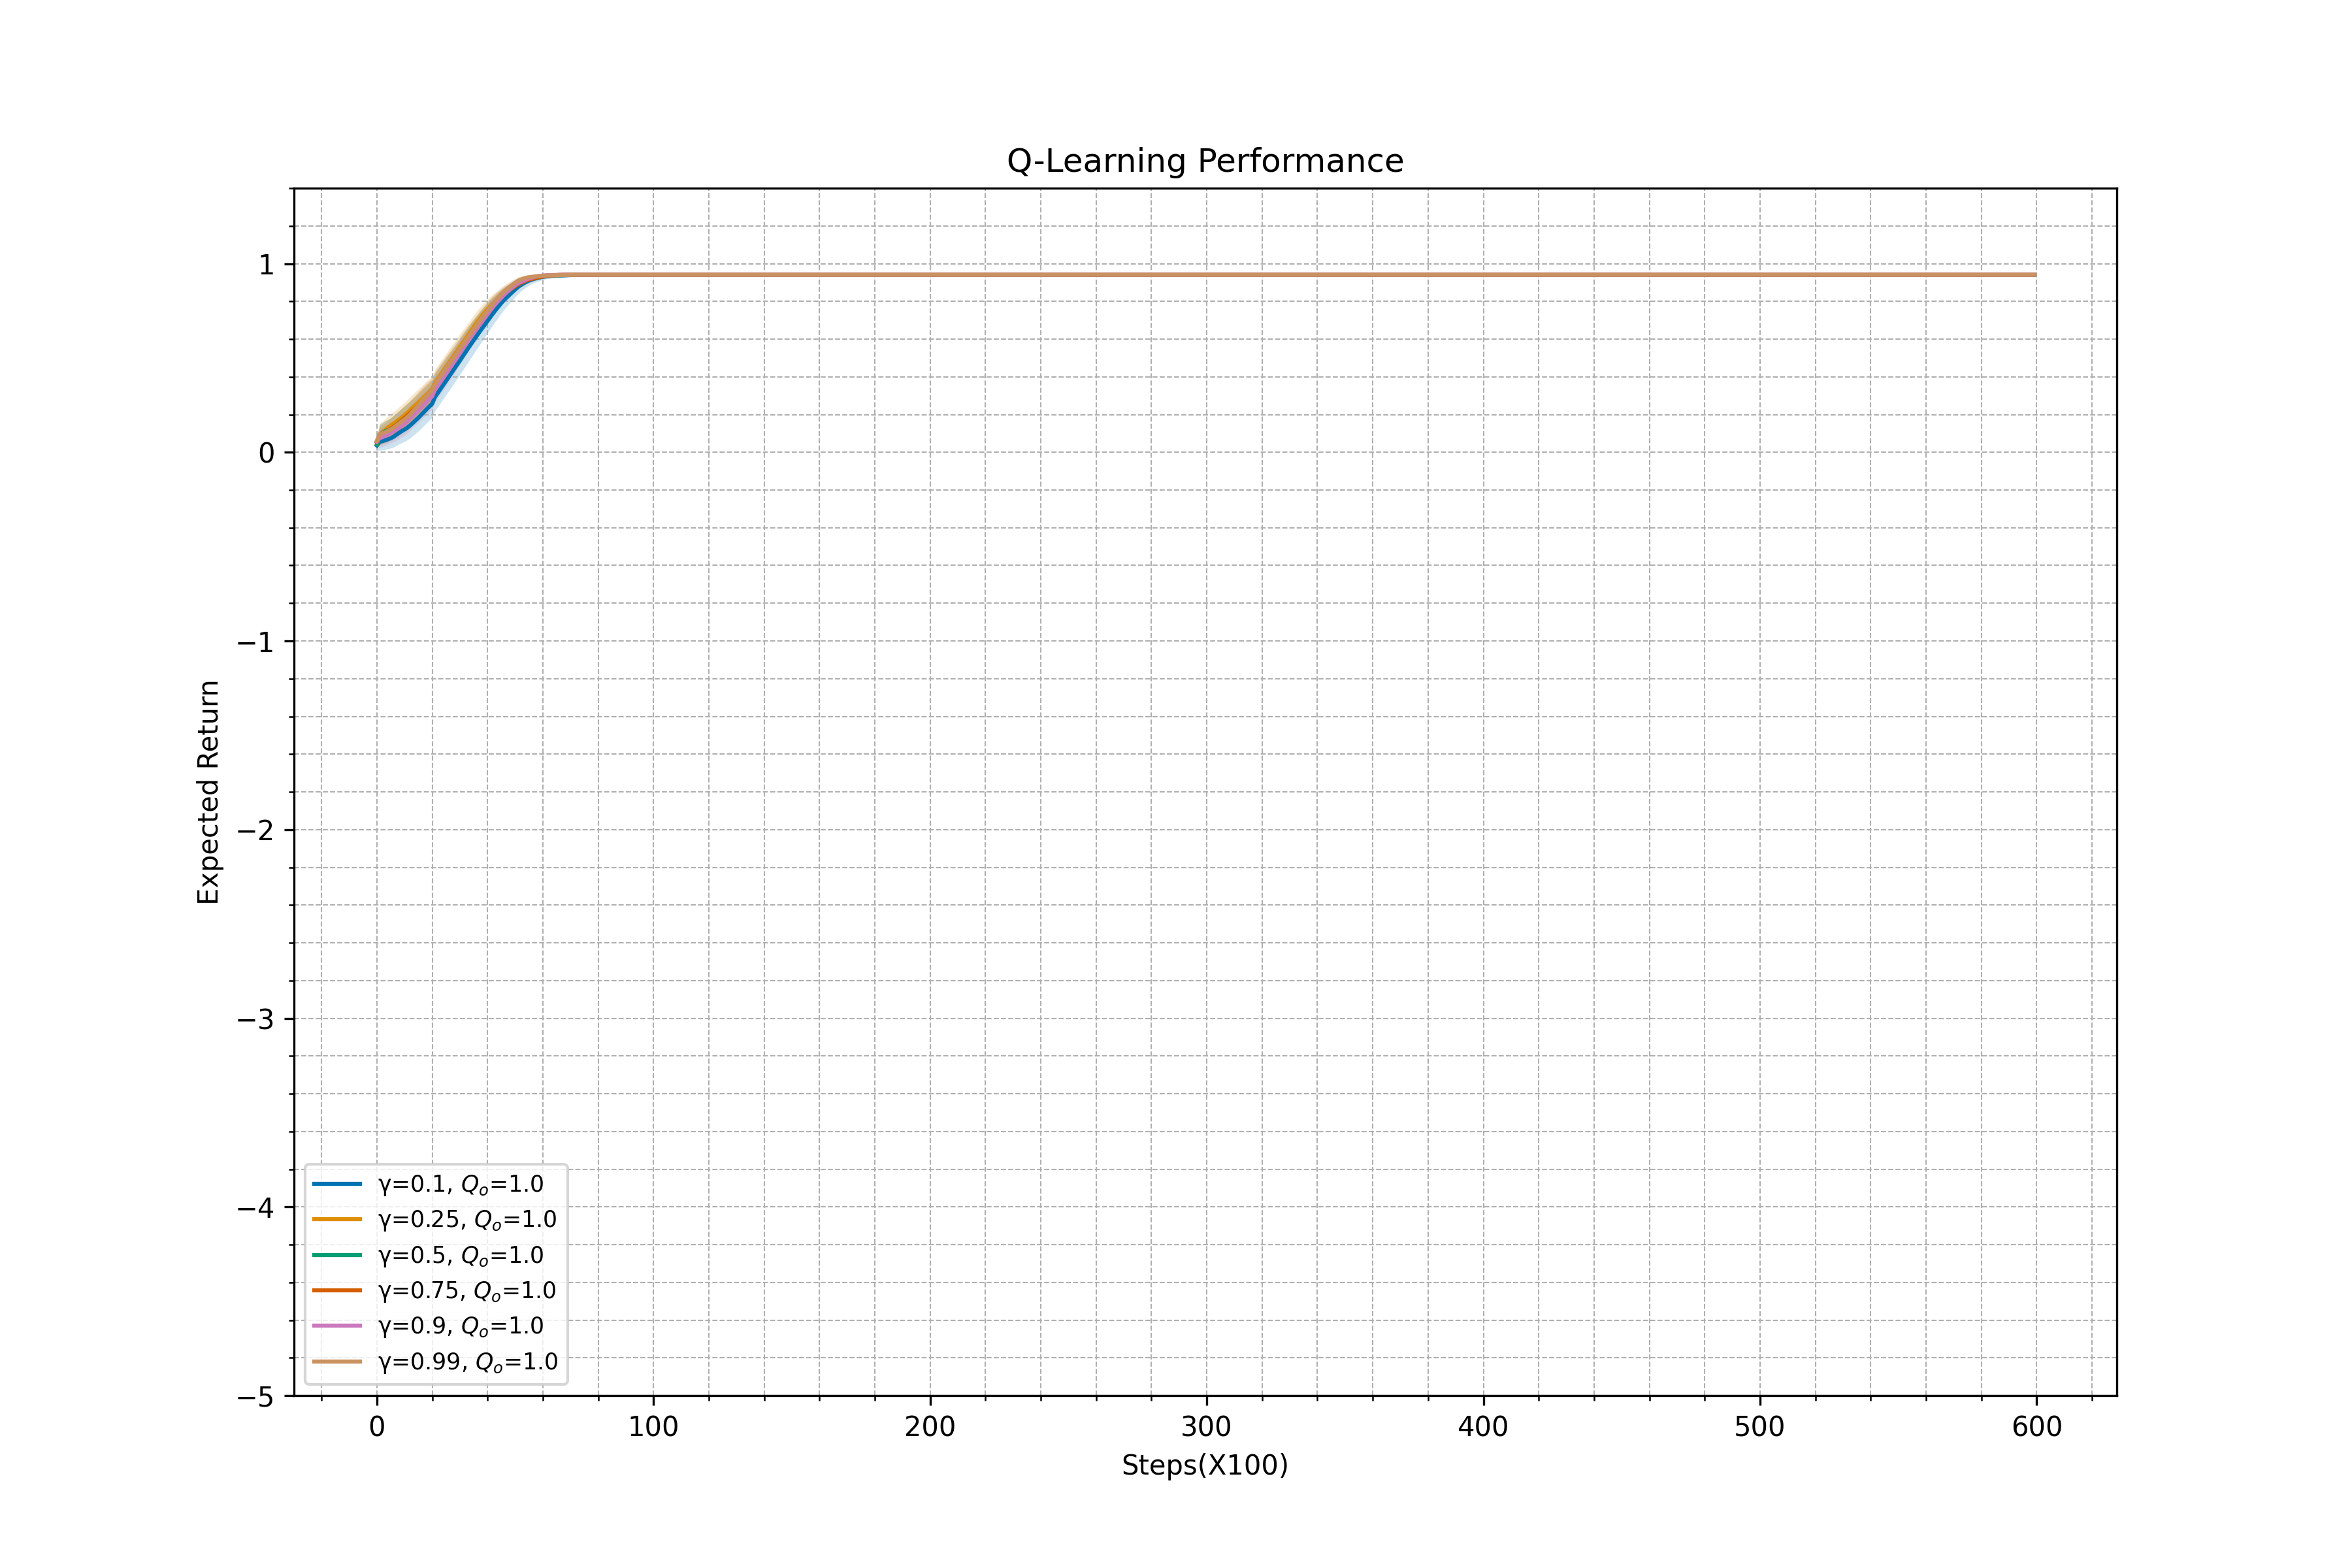 Q-Learning Performance
Expected Return
1
0
−1
−2
−3
−4
−5
γ=0.1, Qo=1.0
γ=0.25, Qo=1.0
γ=0.5, Qo=1.0
γ=0.75, Qo=1.0
γ=0.9, Qo=1.0
γ=0.99, Qo=1.0
0 100 200 300 400 500 600
Steps(X100)